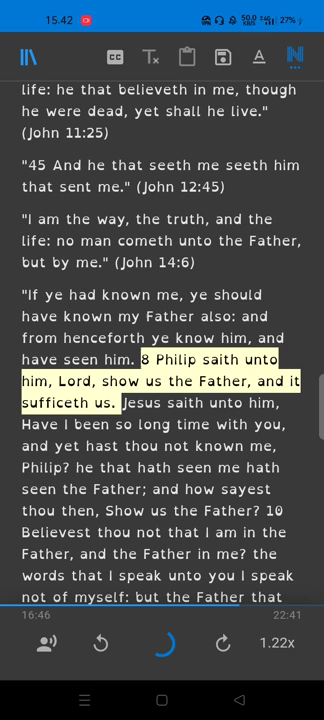 15.42
50.0
27%
CC
life: he that believeth in me, though
he were dead, yet shall he live."
(John 11:25)
"45 And he that seeth me seeth him
that sent me." (John 12:45)
"I am the way, the truth, and the
life: no man cometh unto the Father,
but by me." (John 14:6)
"If ye had known me, ye should
have known my Father also: and
from henceforth ye know him, and
have seen him. 8 Philip saith unto
him, Lord, show us the Father, and it
sufficeth us. Jesus saith unto him,
Have I been so long time with you,
and yet hast thou not known me,
Philip? he that hath seen me hath
seen the Father; and how sayest
thou then, Show us the Father? 10
Believest thou not that I am in the
Father, and the Father in me? the
words that I speak unto you I speak
not of myself: but the Father that
16:46 22:41
1.22x